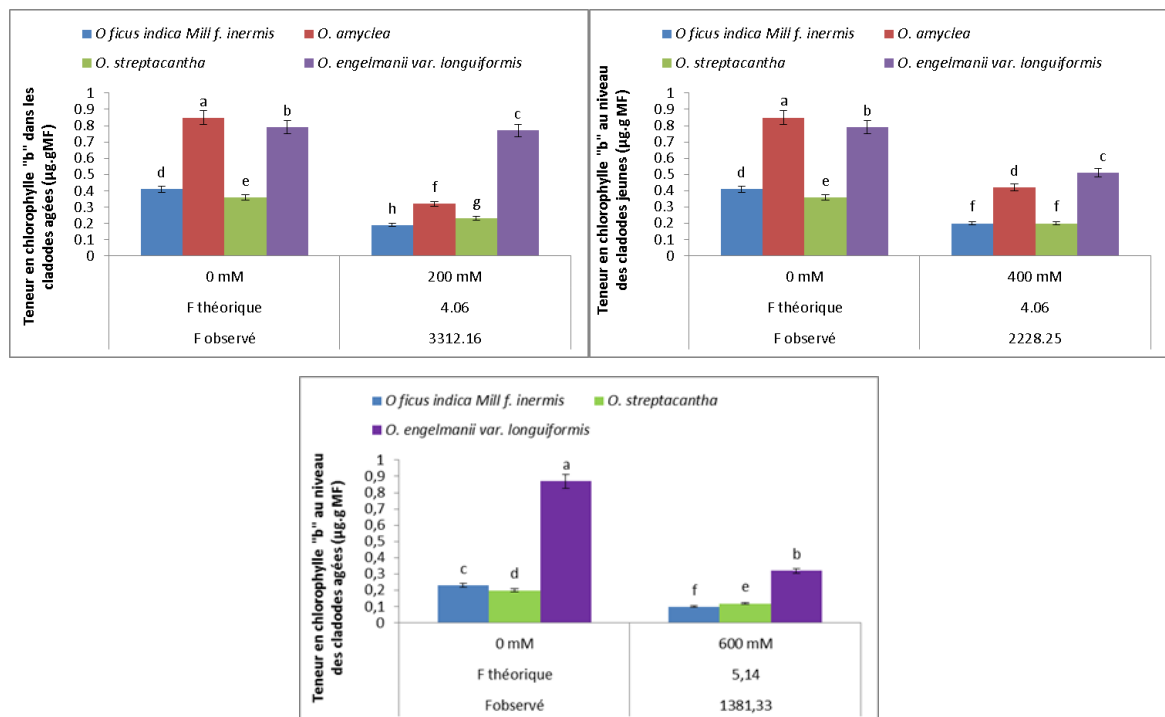 O ficus indica Mill f. inermis
O. amyclea
O. streptacantha
O. engelmanii var. longuiformis
Teneur en chlorophylle "b" dans les
cladodes agées (µg.gMF)
1
0.9
0.8
0.7
0.6
0.5
0.4
0.3
0.2
0.1
0
d
a
e
b
h
f
g
c
0 mM
200 mM
F théorique
4.06
F observé
3312.16
O ficus indica Mill f. inermis
O. amyclea
O. streptacantha
O. engelmanii var. longuiformis
Teneur en chlorophylle "b" au niveau
des cladodes jeunes (µg.g MF)
1
0.9
0.8
0.7
0.6
0.5
0.4
0.3
0.2
0.1
0
d
a
e
b
f
d
f
c
0 mM
400 mM
F théorique
4.06
F observé
2228.25
O ficus indica Mill f. inermis
O. streptacantha
O. engelmanii var. longuiformis
Teneur en chlorophylle "b" au niveau
des cladodes agées (µg.g MF)
1
0,9
0,8
0,7
0,6
0,5
0,4
0,3
0,2
0,1
0
c
d
a
f
e
b
0 mM
600 mM
F théorique
5,14
Fobservé
1381,33